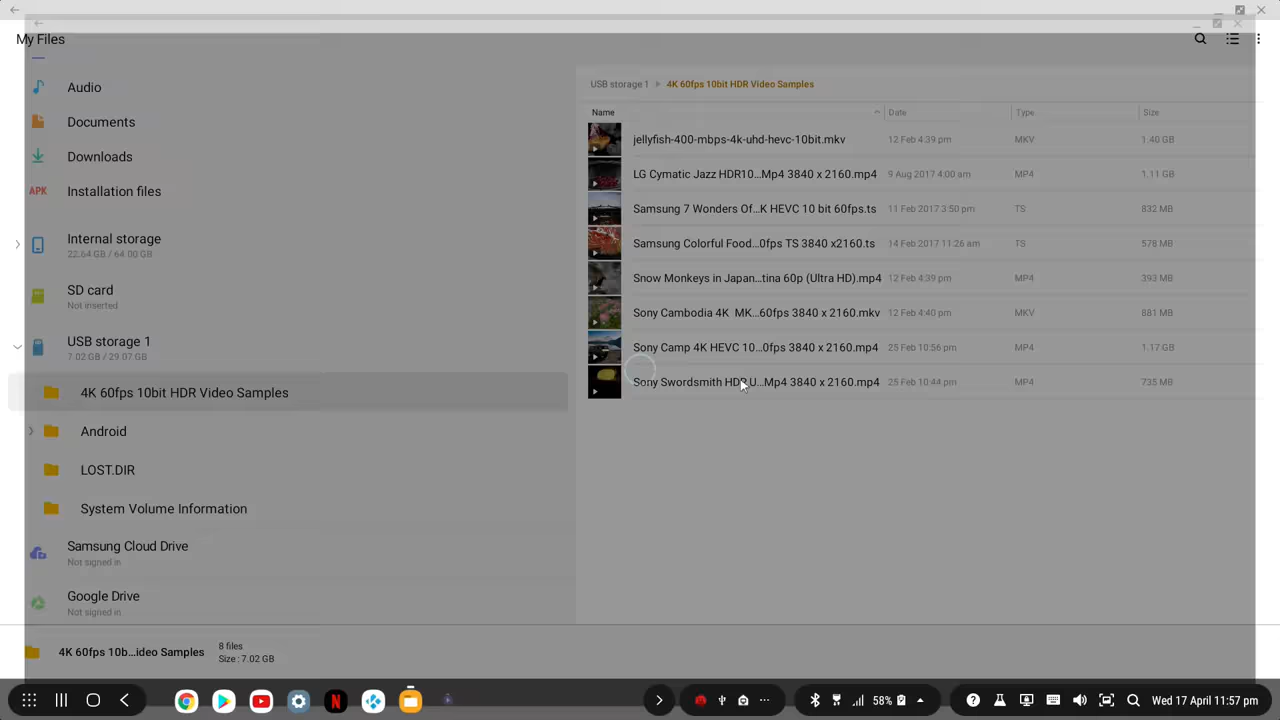 My Files
Audio
Documents
Downloads
APK Installation files
Internal storage
22.64 GB / 64.00 GB
SD card
Not inserted
USB storage 1
7.02 GB / 29.07 GB
4K 60fps 10bit HDR Video Samples
Android
LOST.DIR
System Volume Information
Samsung Cloud Drive
Not signed in
Google Drive
Not signed in
USB storage 1 4K 60fps 10bit HDR Video Samples
Name Date Type Size
jellyfish-400-mbps-4k-uhd-hevc-10bit.mkv 12 Feb 4:39 pm MKV 1.40 GB
LG Cymatic Jazz HDR10...Mp4 3840 x 2160.mp4 9 Aug 2017 4:00 am MP4 1.11 GB
Samsung 7 Wonders Of...K HEVC 10 bit 60fps.ts 11 Feb 2017 3:50 pm TS 832 MB
Samsung Colorful Food...0fps TS 3840 x2160.ts 14 Feb 2017 11:26 am TS 578 MB
Snow Monkeys in Japan...tina 60p (Ultra HD).mp4 12 Feb 4:39 pm MP4 393 MB
Sony Cambodia 4K MK...60fps 3840 x 2160.mkv 12 Feb 4:40 pm MKV 881 MB
Sony Camp 4K HEVC 10...0fps 3840 x 2160.mp4 25 Feb 10:56 pm MP4 1.17 GB
Sony Swordsmith HDR U...Mp4 3840 x 2160.mp4 25 Feb 10:44 pm MP4 735 MB
4K 60fps 10b...ideo Samples
8 files
Size : 7.02 GB
58% Wed 17 April 11:57 pm